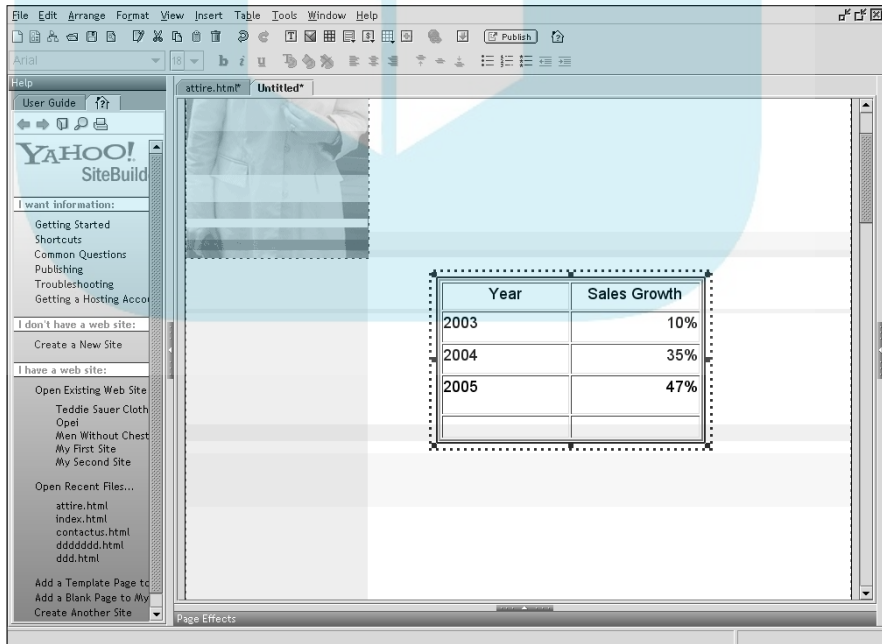 File Edit Arrange Format View Insert Table Tools Window Help
Publish
Arial 18 b i u
Help
attire.html* Untitled*
User Guide
YAHOO!
SiteBuild
I want information:
Getting Started
Shortcuts
Common Questions
Publishing
Troubleshooting
Getting a Hosting Accou
I don't have a web site:
Create a New Site
I have a web site:
Open Existing Web Site
Teddie Sauer Cloth
Opei
Men Without Chest
My First Site
My Second Site
Open Recent Files...
attire.html
index.html
contactus.html
ddddddd.html
ddd.html
Add a Template Page to
Add a Blank Page to My
Create Another Site
Year Sales Growth
2003 10%
2004 35%
2005 47%
Page Effects